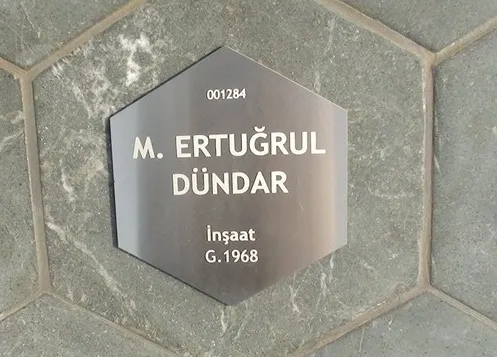 001284
M. ERTUĞRUL
DÜNDAR
İnşaat
G.1968